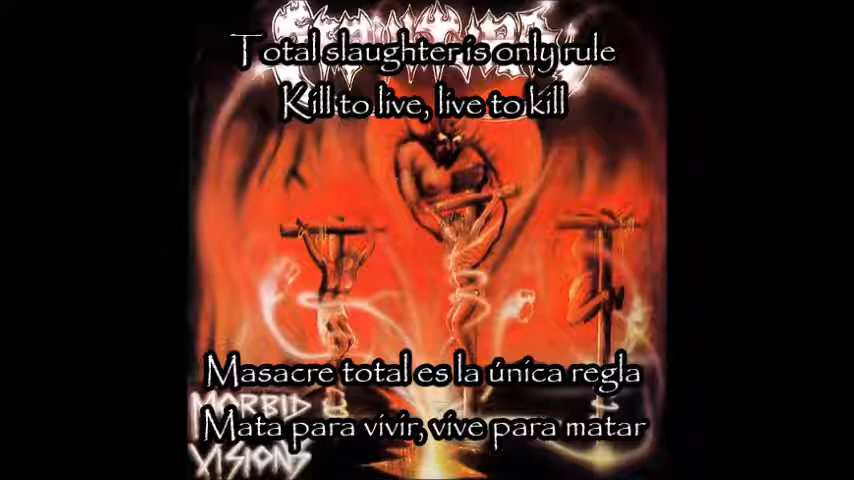 SEPULTURA
Total slaughter is only rule
Kill to live, live to kill
Masacre total es la única regla
Mata para vivir, vive para matar
MORBID
VISIONS